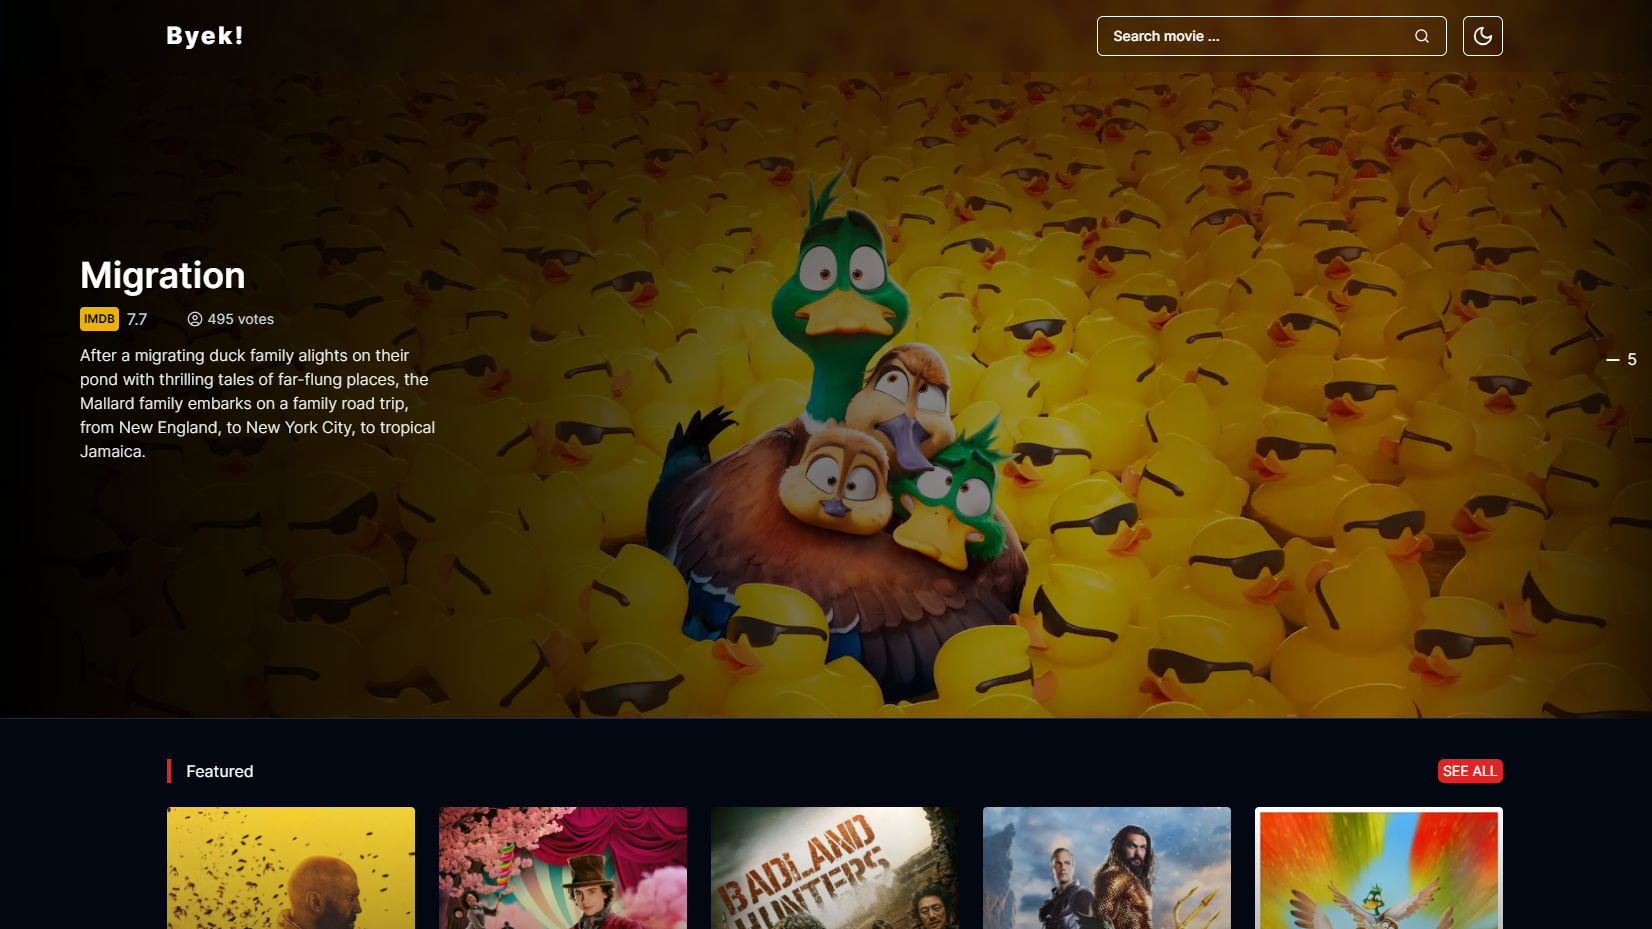 Byek!
Search movie ...
Migration
IMDB 7.7 495 votes
After a migrating duck family alights on their
pond with thrilling tales of far-flung places, the
Mallard family embarks on a family road trip,
from New England, to New York City, to tropical
Jamaica.
5
Featured
SEE ALL
BADLAND
HUNTERS